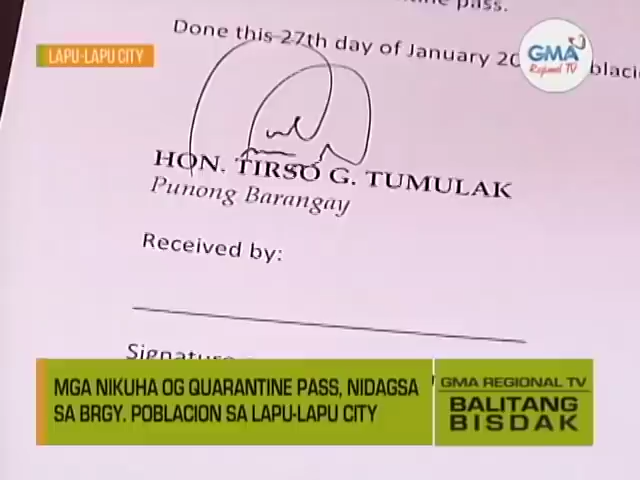 pass.
Done this 27th day of January
LAPU-LAPU CITY
GMA
Regional TV
HON. TIRSO G. TUMULAK
Punong Barangay
Received by:
MGA NIKUHA OG QUARANTINE PASS, NIDAGSA
SA BRGY. POBLACION SA LAPU-LAPU CITY
GMA REGIONAL TV
BALITANG
BISDAK